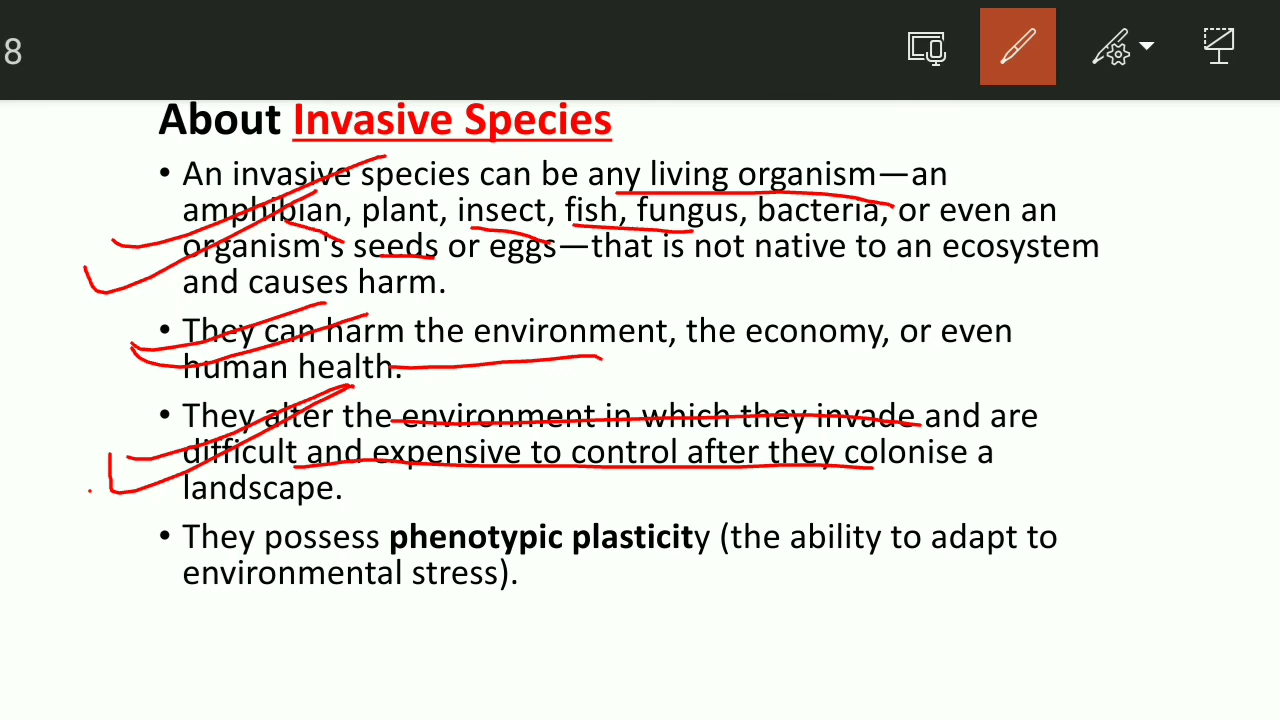 8
About Invasive Species
• An invasive species can be any living organism—an
amphibian, plant, insect, fish, fungus, bacteria, or even an
organism's seeds or eggs—that is not native to an ecosystem
and causes harm.
• They can harm the environment, the economy, or even
human health.
• They alter the environment in which they invade and are
difficult and expensive to control after they colonise a
landscape.
• They possess phenotypic plasticity (the ability to adapt to
environmental stress).